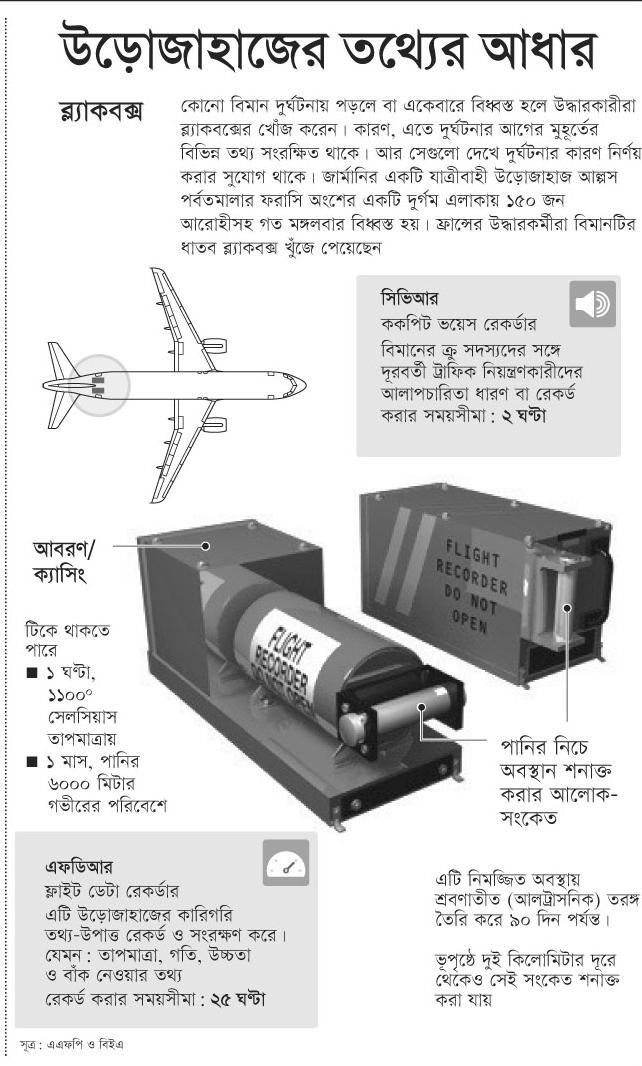 উড়োজাহাজের তথ্যের আধার
ব্ল্যাকবক্স
কোনো বিমান দুর্ঘটনায় পড়লে বা একেবারে বিধ্বস্ত হলে উদ্ধারকারীরা
ব্ল্যাকবক্সের খোঁজ করেন। কারণ, এতে দুর্ঘটনার আগের মুহূর্তের
বিভিন্ন তথ্য সংরক্ষিত থাকে। আর সেগুলো দেখে দুর্ঘটনার কারণ নির্ণয়
করার সুযোগ থাকে। জার্মানির একটি যাত্রীবাহী উড়োজাহাজ আল্পস
পর্বতমালার ফরাসি অংশের একটি দুর্গম এলাকায় ১৫০ জন
আরোহীসহ গত মঙ্গলবার বিধ্বস্ত হয়। ফ্রান্সের উদ্ধারকর্মীরা বিমানটির
ধাতব ব্ল্যাকবক্স খুঁজে পেয়েছেন
সিভিআর
ককপিট ভয়েস রেকর্ডার
বিমানের ক্রু সদস্যদের সঙ্গে
দূরবর্তী ট্রাফিক নিয়ন্ত্রণকারীদের
আলাপচারিতা ধারণ বা রেকর্ড
করার সময়সীমা : ২ ঘণ্টা
আবরণ/
ক্যাসিং
FLIGHT
RECORDER
DO NOT
OPEN
FLIGHT
RECORDER
DO NOT OPEN
টিকে থাকতে
পারে
■ ১ ঘণ্টা,
১১০০°
সেলসিয়াস
তাপমাত্রায়
■ ১ মাস, পানির
৬০০০ মিটার
গভীরের পরিবেশে
পানির নিচে
অবস্থান শনাক্ত
করার আলোক-
সংকেত
এফডিআর
ফ্লাইট ডেটা রেকর্ডার
এটি উড়োজাহাজের কারিগরি
তথ্য-উপাত্ত রেকর্ড ও সংরক্ষণ করে।
যেমন : তাপমাত্রা, গতি, উচ্চতা
ও বাঁক নেওয়ার তথ্য
রেকর্ড করার সময়সীমা : ২৫ ঘণ্টা
এটি নিমজ্জিত অবস্থায়
শ্রবণাতীত (আলট্রাসনিক) তরঙ্গ
তৈরি করে ৯০ দিন পর্যন্ত।
ভূপৃষ্ঠে দুই কিলোমিটার দূরে
থেকেও সেই সংকেত শনাক্ত
করা যায়
সূত্র : এএফপি ও বিইএ